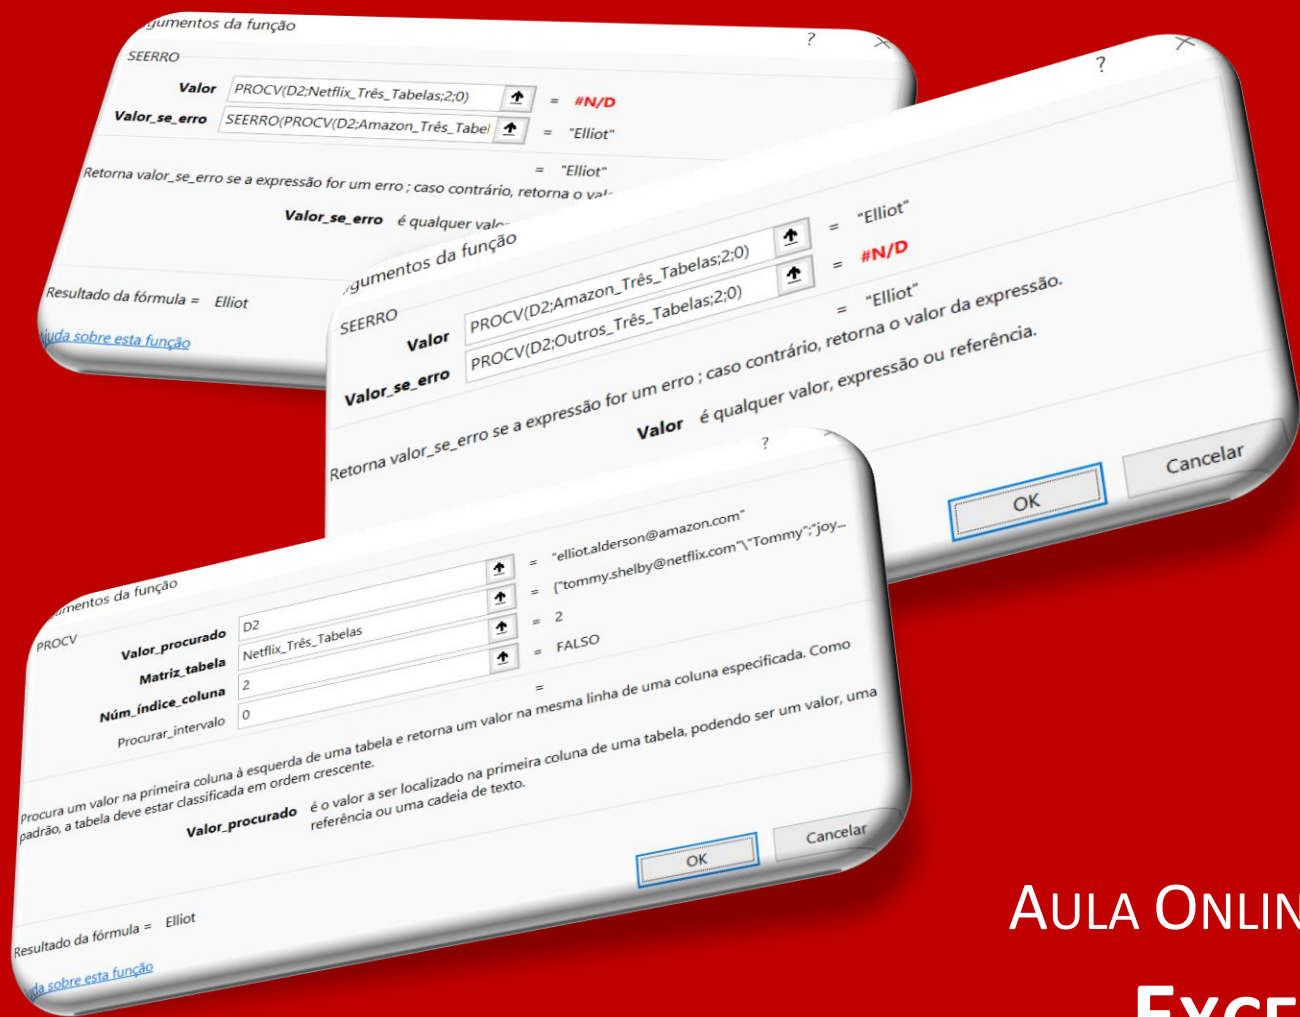 gumentos da função
?
SEERRO
Valor PROCV(D2;Netflix_Três_Tabelas;2;0) = #N/D
Valor_se_erro SEERRO(PROCV(D2;Amazon_Três_Tabel = "Elliot"
= "Elliot"
Retorna valor_se_erro se a expressão for um erro ; caso contrário, retorna o val
Valor_se_erro é qualquer valor
Resultado da fórmula = Elliot
Ajuda sobre esta função
gumentos da função
?
SEERRO
Valor PROCV(D2;Amazon_Três_Tabelas;2;0) = "Elliot"
Valor_se_erro PROCV(D2;Outros_Três_Tabelas;2;0) = #N/D
= "Elliot"
Retorna valor_se_erro se a expressão for um erro ; caso contrário, retorna o valor da expressão.
Valor é qualquer valor, expressão ou referência.
OK Cancelar
umentos da função
?
PROCV
Valor_procurado D2 = "elliot.alderson@amazon.com"
Matriz_tabela Netflix_Três_Tabelas = {"tommy.shelby@netflix.com"\"Tommy";"joy...
Núm_índice_coluna 2 = 2
Procurar_intervalo 0 = FALSO
=
Procura um valor na primeira coluna à esquerda de uma tabela e retorna um valor na mesma linha de uma coluna especificada. Como
padrão, a tabela deve estar classificada em ordem crescente.
Valor_procurado é o valor a ser localizado na primeira coluna de uma tabela, podendo ser um valor, uma
referência ou uma cadeia de texto.
OK Cancelar
Resultado da fórmula = Elliot
uda sobre esta função
AULA ONLIN
EXCE